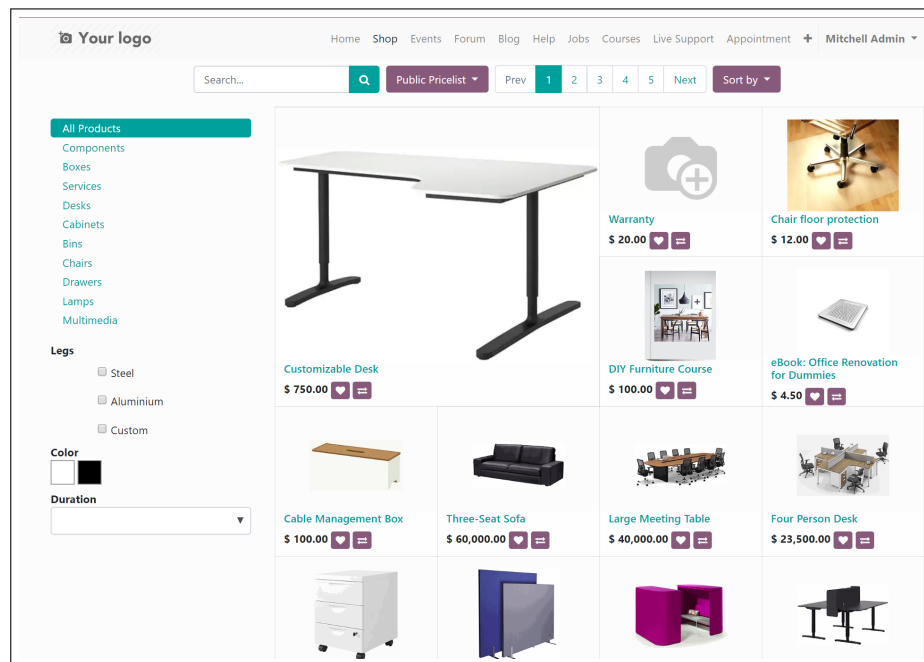 Your logo
Home Shop Events Forum Blog Help Jobs Courses Live Support Appointment + Mitchell Admin
Search... Public Pricelist Prev 1 2 3 4 5 Next Sort by
All Products
Components
Boxes
Services
Desks
Cabinets
Bins
Chairs
Drawers
Lamps
Multimedia
Legs
Steel
Aluminium
Custom
Color
Duration
Customizable Desk
$ 750.00
Warranty
$ 20.00
Chair floor protection
$ 12.00
DIY Furniture Course
$ 100.00
eBook: Office Renovation
for Dummies
$ 4.50
Cable Management Box
$ 100.00
Three-Seat Sofa
$ 60,000.00
Large Meeting Table
$ 40,000.00
Four Person Desk
$ 23,500.00